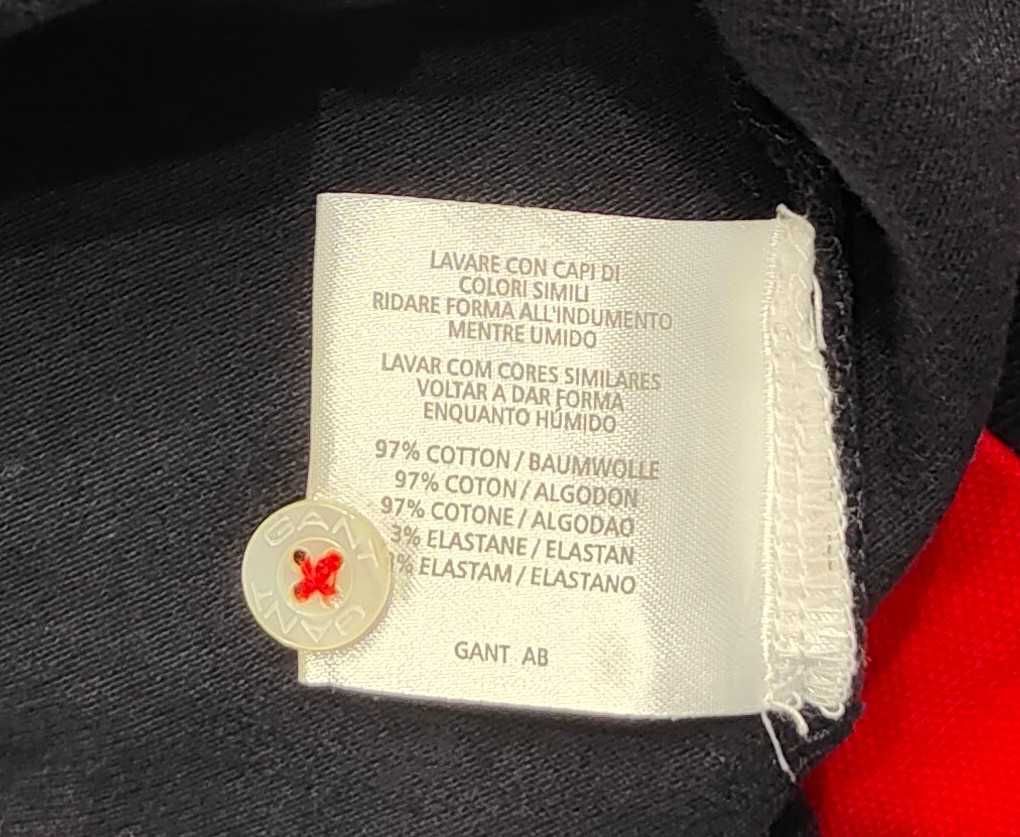 LAVARE CON CAPI DI
COLORI SIMILI
RIDARE FORMA ALL'INDUMENTO
MENTRE UMIDO
LAVAR COM CORES SIMILARES
VOLTAR A DAR FORMA
ENQUANTO HÚMIDO
97% COTTON / BAUMWOLLE
97% COTON / ALGODON
97% COTONE / ALGODAO
3% ELASTANE / ELASTAN
% ELASTAM / ELASTANO
GANT AB
GANT
GANT